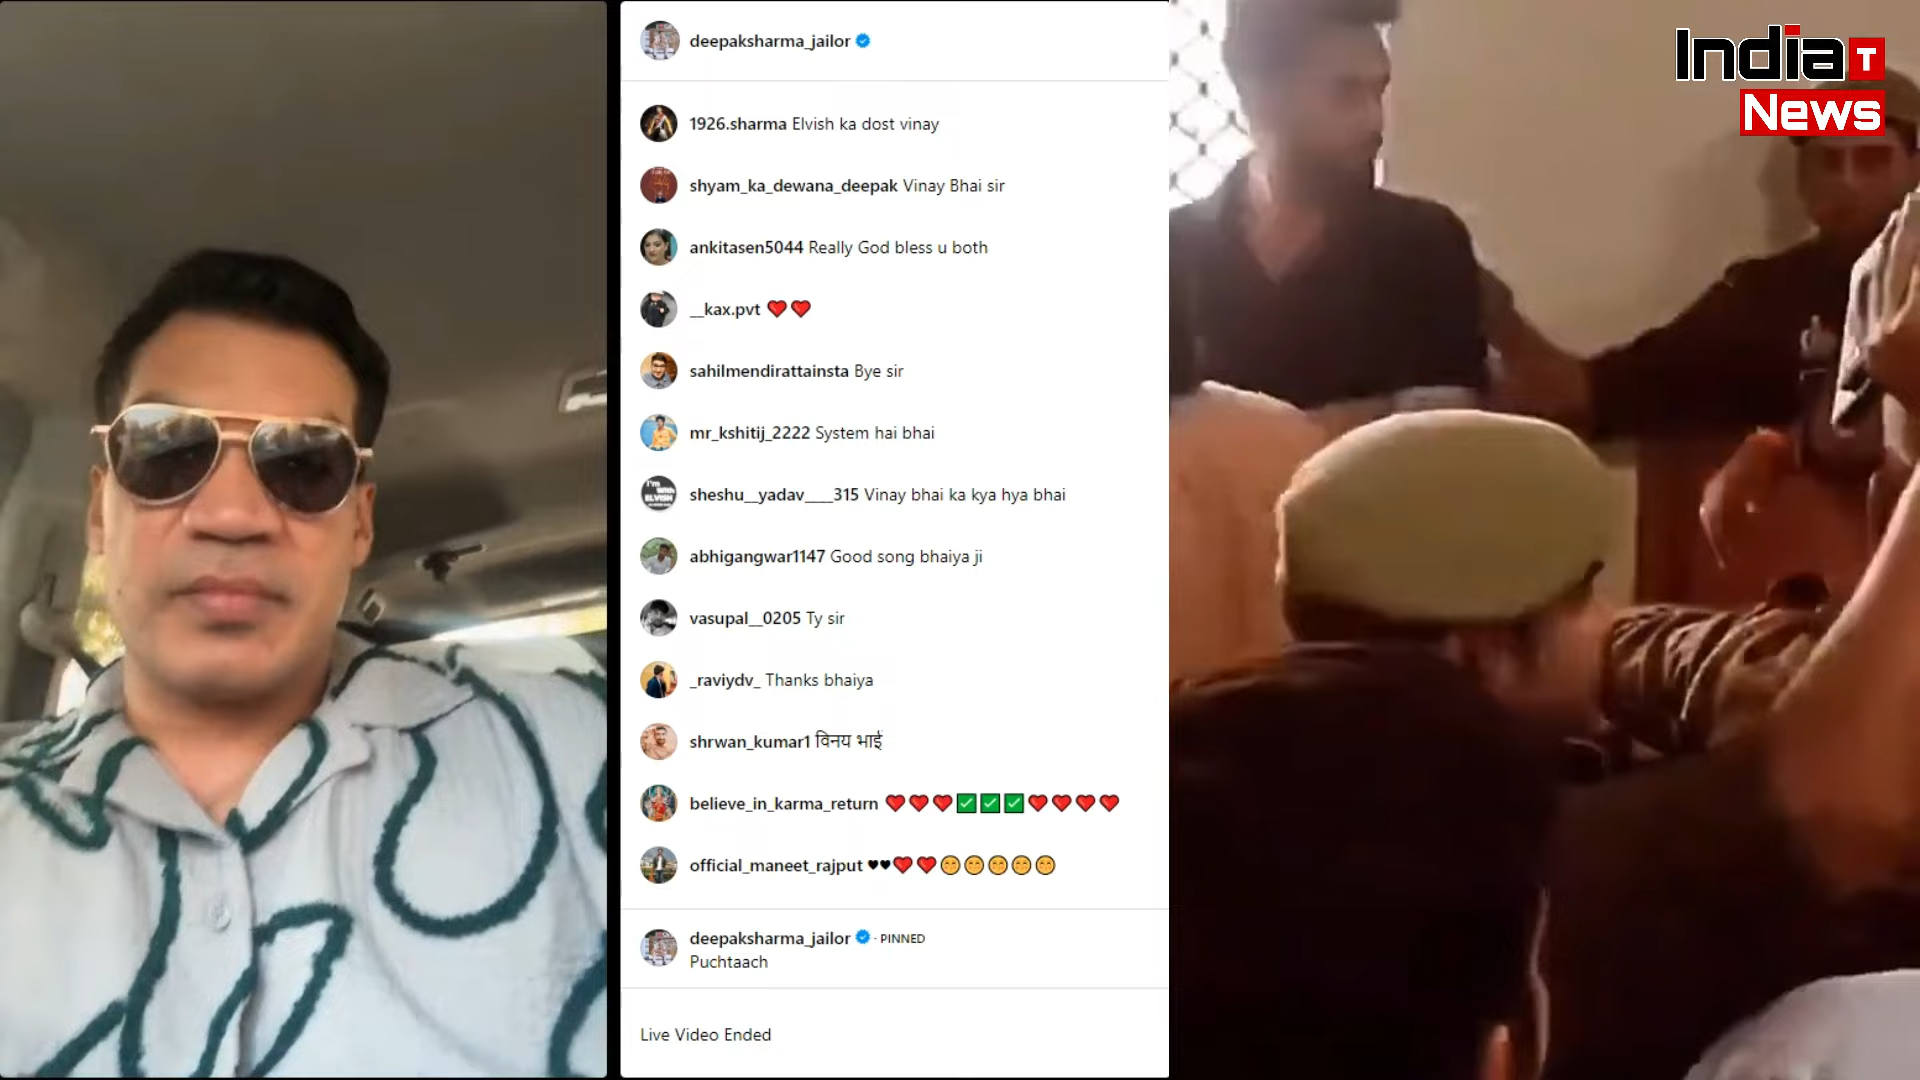 deepaksharma_jailor
1926.sharma Elvish ka dost vinay
shyam_ka_dewana_deepak Vinay Bhai sir
ankitasen5044 Really God bless u both
__kax.pvt ❤️❤️
sahilmendirattainsta Bye sir
mr_kshitij_2222 System hai bhai
sheshu__yadav____315 Vinay bhai ka kya hya bhai
abhigangwar1147 Good song bhaiya ji
vasupal__0205 Ty sir
_raviydv_ Thanks bhaiya
shrwan_kumar1 विनय भाई
believe_in_karma_return ❤️❤️❤️✅✅✅❤️❤️❤️❤️
official_maneet_rajput ♥♥❤️❤️😊😊😊😊😊
deepaksharma_jailor · PINNED
Puchtaach
Live Video Ended
India T
News